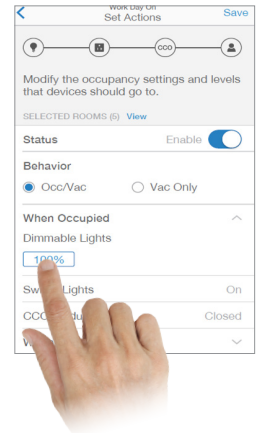 Work Day On
Set Actions
Save
CCO
Modify the occupancy settings and levels
that devices should go to.
SELECTED ROOMS (5) View
Status
Enable
Behavior
Occ/Vac
Vac Only
When Occupied
Dimmable Lights
100%
Lights
On
CCO
Closed